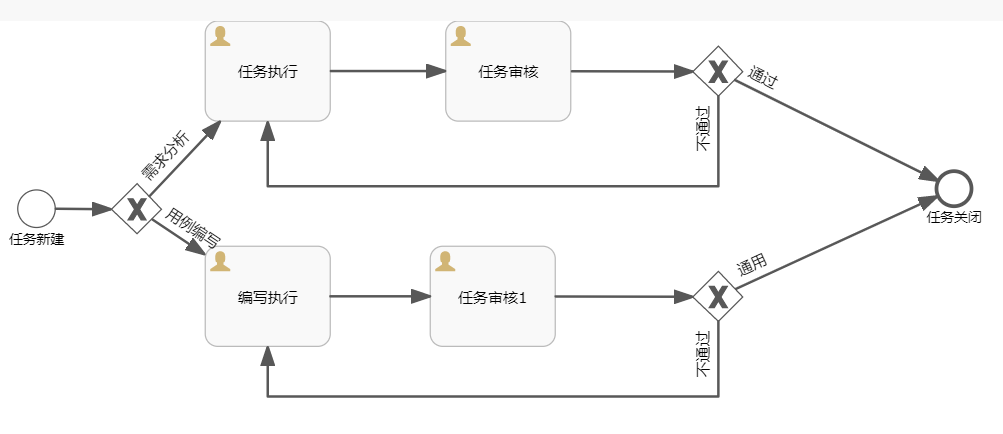 任务执行
任务审核
通过
不通过
需求分析
任务新建
用例编写
任务关闭
编写执行
任务审核1
通用
不通过